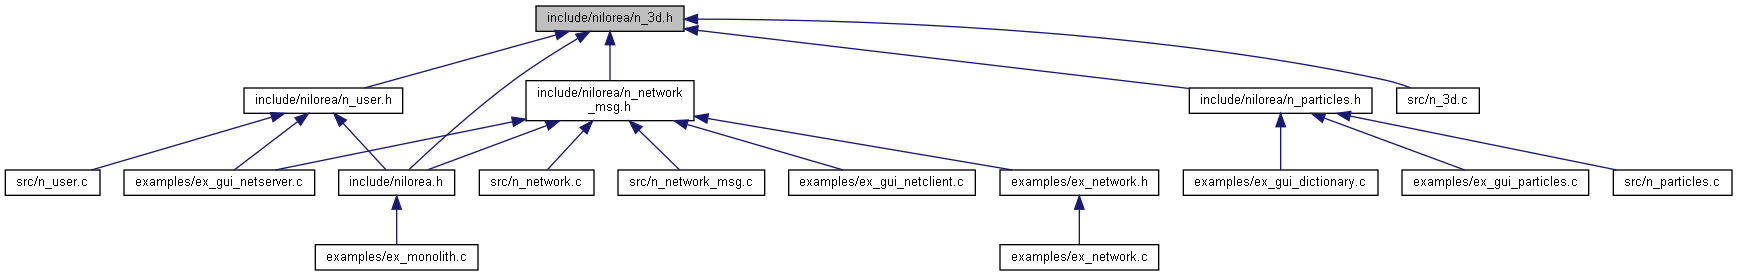 include/nilorea/n_3d.h
include/nilorea/n_user.h
include/nilorea/n_network
_msg.h
include/nilorea/n_particles.h
src/n_3d.c
src/n_user.c
examples/ex_gui_netserver.c
include/nilorea.h
src/n_network.c
src/n_network_msg.c
examples/ex_gui_netclient.c
examples/ex_network.h
examples/ex_gui_dictionary.c
examples/ex_gui_particles.c
src/n_particles.c
examples/ex_monolith.c
examples/ex_network.c